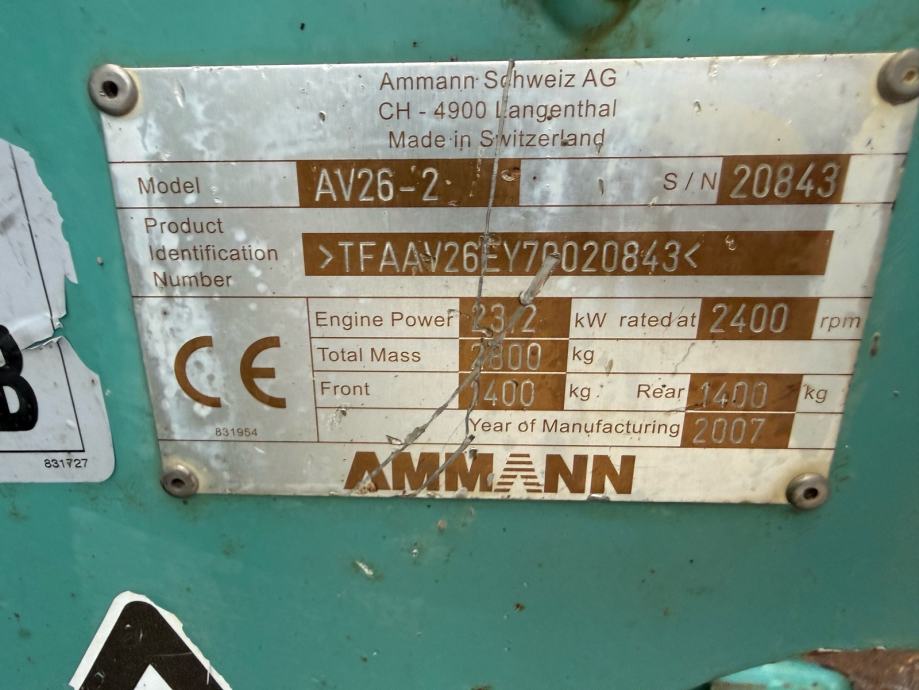 Ammann Schweiz AG
CH - 4900 Langenthal
Made in Switzerland
Model AV26-2 S / N 20843
Product
Identification
Number
>TFAAV26EY70020843<
Engine Power 23.2 kW rated at 2400 rpm
Total Mass 2800 kg
Front 1400 kg. Rear 1400 kg
CE
831954
Year of Manufacturing 2007
AMMANN
831727